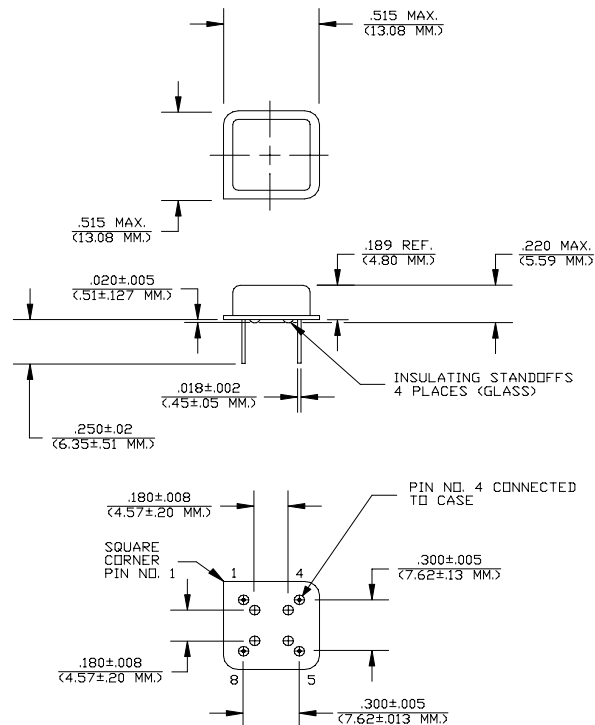 .515 MAX.
(13.08 MM.)
.515 MAX.
(13.08 MM.)
.189 REF.
(4.80 MM.)
.220 MAX.
(5.59 MM.)
.020±.005
(.51±.127 MM.)
INSULATING STANDOFFS
4 PLACES (GLASS)
.018±.002
(.45±.05 MM.)
.250±.02
(6.35±.51 MM.)
PIN NO. 4 CONNECTED
TO CASE
.180±.008
(4.57±.20 MM.)
SQUARE
CORNER
PIN NO. 1
1 4
.300±.005
(7.62±.13 MM.)
.180±.008
(4.57±.20 MM.)
8 5
.300±.005
(7.62±.013 MM.)